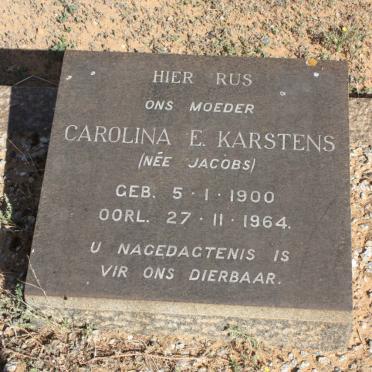 HIER RUS
ONS MOEDER
CAROLINA E. KARSTENS
(NÉE JACOBS)
GEB. 5·1·1900
OORL. 27·11·1964.
U NAGEDACTENIS IS
VIR ONS DIERBAAR.